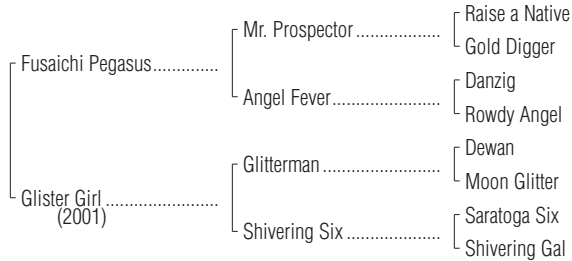 Raise a Native
Mr. Prospector
Gold Digger
Fusaichi Pegasus
Danzig
Angel Fever
Rowdy Angel
Dewan
Glitterman
Moon Glitter
Glister Girl
(2001)
Saratoga Six
Shivering Six
Shivering Gal